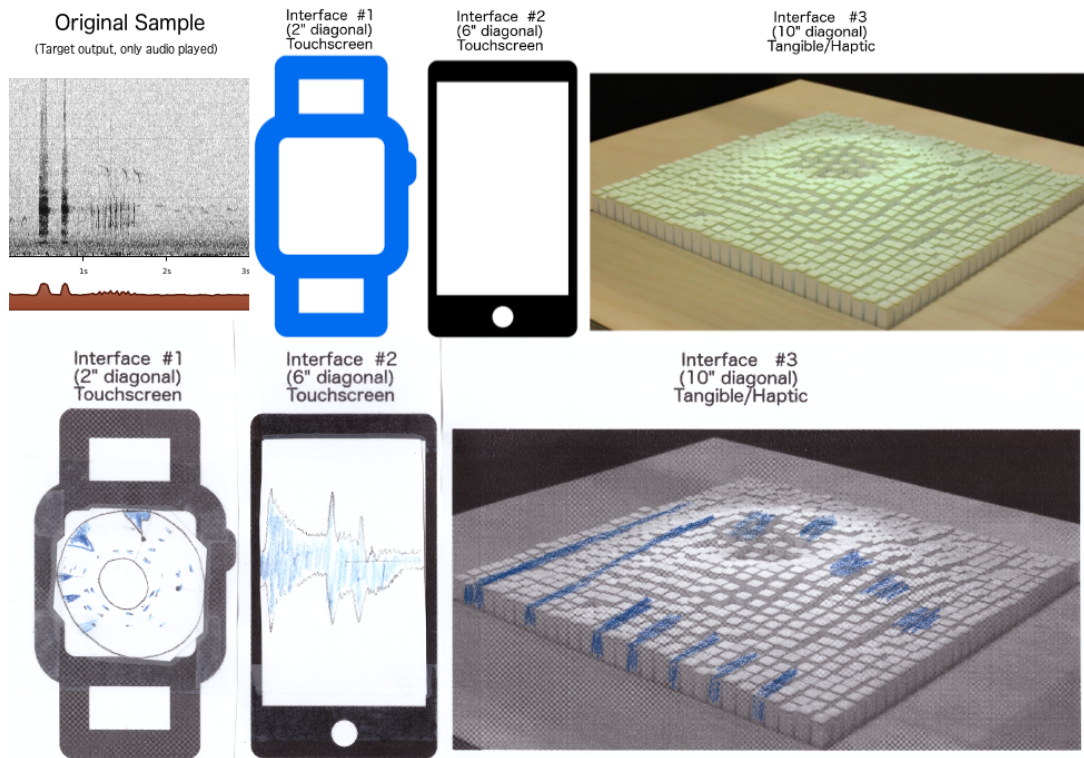 Original Sample
(Target output, only audio played)
Interface #1
(2" diagonal)
Touchscreen
Interface #2
(6" diagonal)
Touchscreen
Interface #3
(10" diagonal)
Tangible/Haptic
1s
2s
3s
Interface #1
(2" diagonal)
Touchscreen
Interface #2
(6" diagonal)
Touchscreen
Interface #3
(10" diagonal)
Tangible/Haptic